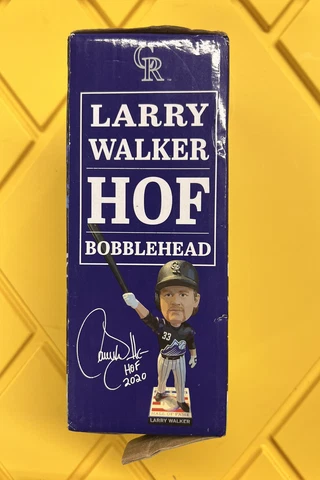 CR
LARRY
WALKER
HOF
BOBBLEHEAD
33
HOF
2020
LARRY WALKER